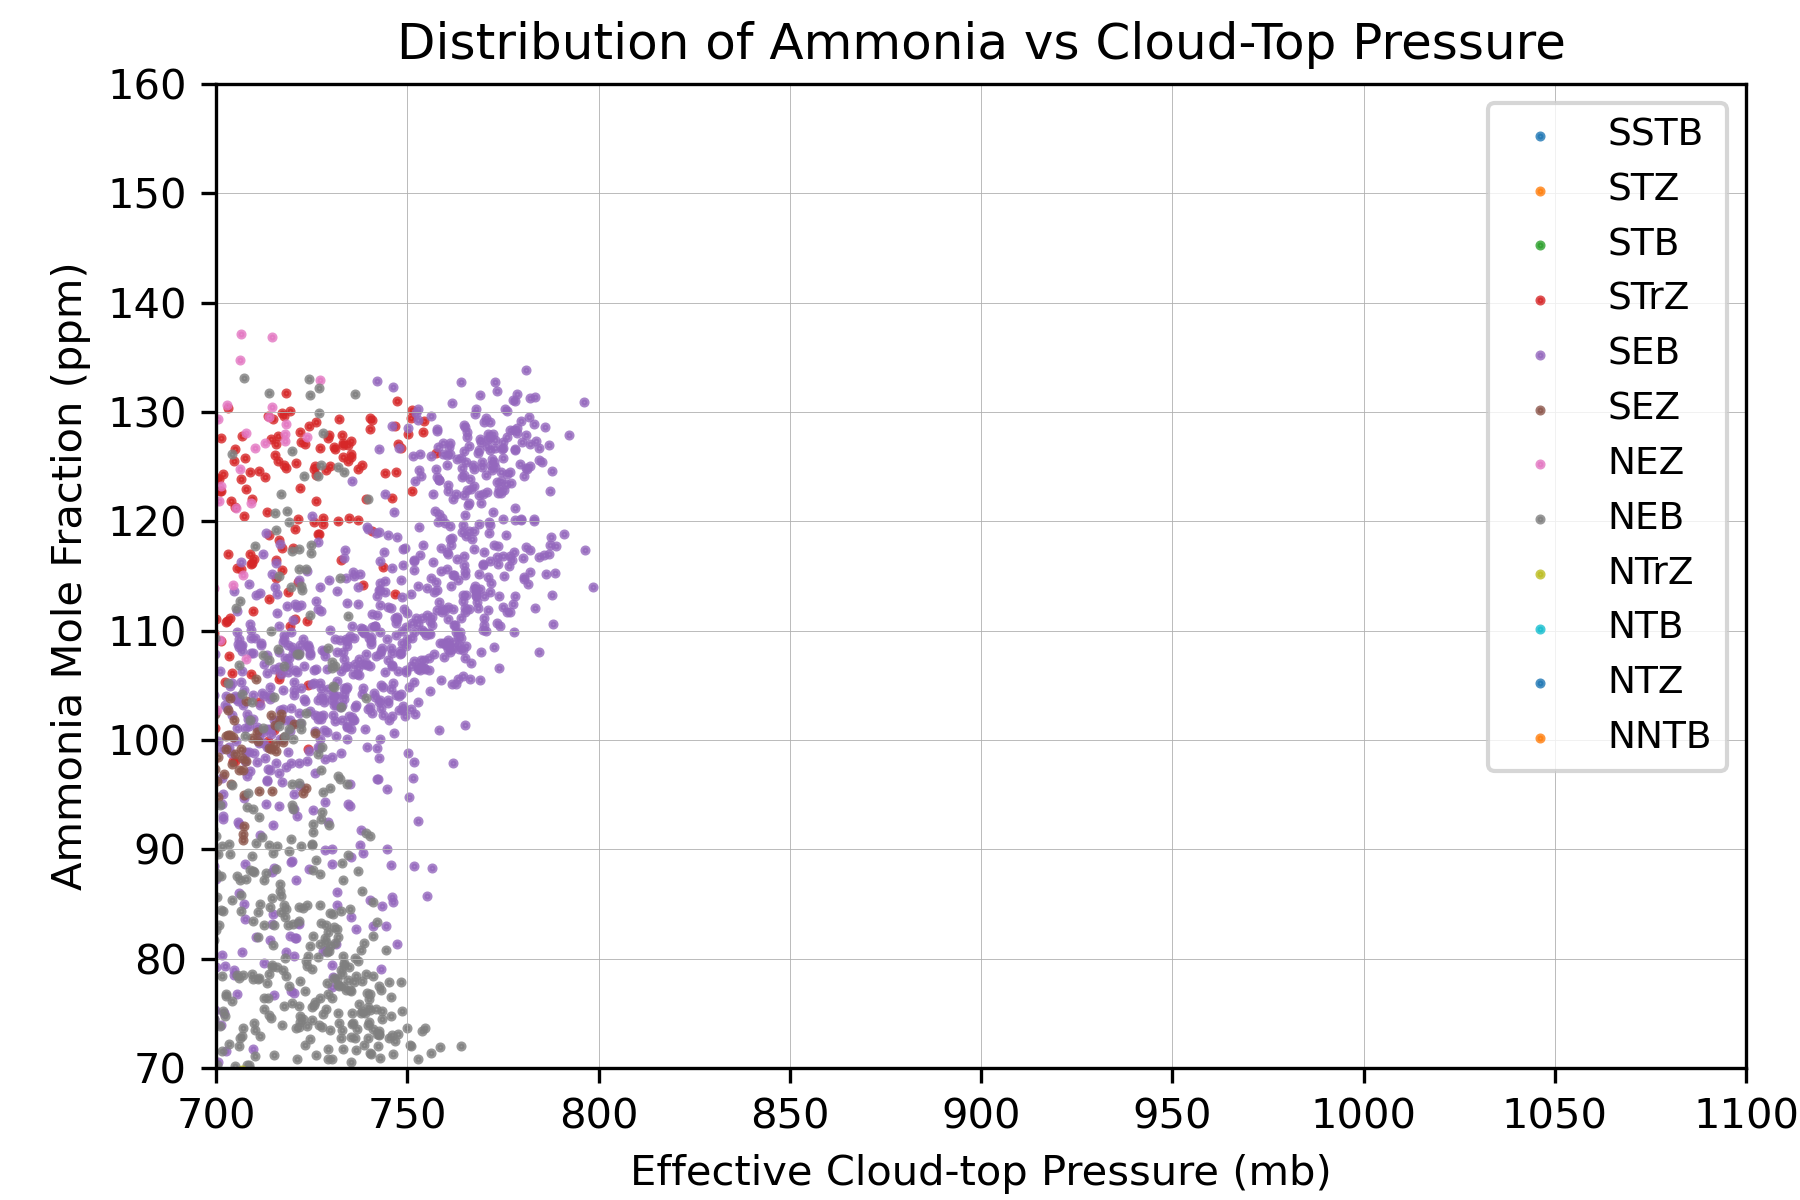 Distribution of Ammonia vs Cloud-Top Pressure
Ammonia Mole Fraction (ppm)
160
150
140
130
120
110
100
90
80
70
SSTB
STZ
STB
STrZ
SEB
SEZ
NEZ
NEB
NTrZ
NTB
NTZ
NNTB
700 750 800 850 900 950 1000 1050 1100
Effective Cloud-top Pressure (mb)